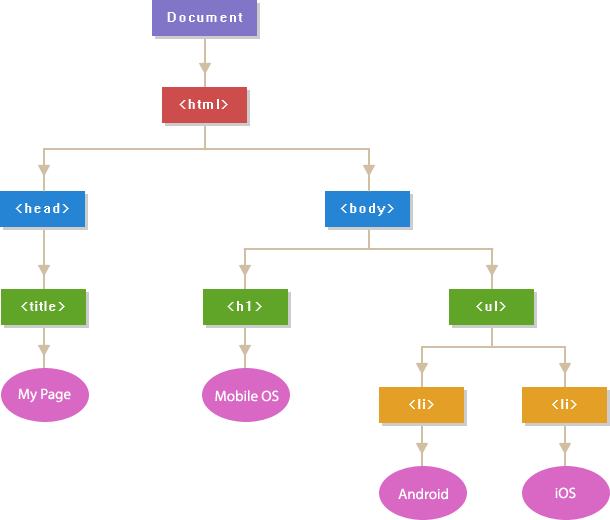 Document
<html>
<head>
<body>
<title>
<h1>
<ul>
My Page
Mobile OS
<li>
<li>
Android
iOS